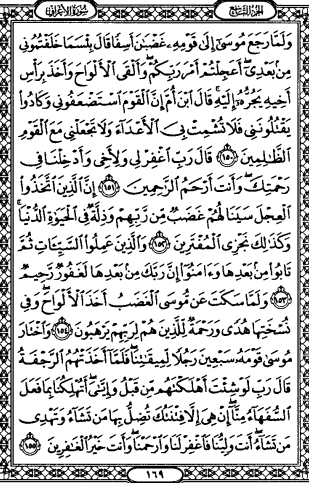 الجزء التاسع
سورة الأعراف
وَلَمَّا رَجَعَ مُوسَىٰ إِلَىٰ قَوْمِهِۦ غَضْبَٰنَ أَسِفًا قَالَ بِئْسَمَا خَلَفْتُمُونِى
مِنۢ بَعْدِىٓ أَعَجِلْتُمْ أَمْرَ رَبِّكُمْ وَأَلْقَى ٱلْأَلْوَاحَ وَأَخَذَ بِرَأْسِ
أَخِيهِ يَجُرُّهُۥٓ إِلَيْهِ قَالَ ٱبْنَ أُمَّ إِنَّ ٱلْقَوْمَ ٱسْتَضْعَفُونِى وَكَادُوا۟
يَقْتُلُونَنِى فَلَا تُشْمِتْ بِىَ ٱلْأَعْدَآءَ وَلَا تَجْعَلْنِى مَعَ ٱلْقَوْمِ
ٱلظَّٰلِمِينَ ١٥٠ قَالَ رَبِّ ٱغْفِرْ لِى وَلِأَخِى وَأَدْخِلْنَا فِى
رَحْمَتِكَ وَأَنتَ أَرْحَمُ ٱلرَّٰحِمِينَ ١٥١ إِنَّ ٱلَّذِينَ ٱتَّخَذُوا۟
ٱلْعِجْلَ سَيَنَالُهُمْ غَضَبٌ مِّن رَّبِّهِمْ وَذِلَّةٌ فِى ٱلْحَيَوٰةِ ٱلدُّنْيَا
وَكَذَٰلِكَ نَجْزِى ٱلْمُفْتَرِينَ ١٥٢ وَٱلَّذِينَ عَمِلُوا۟ ٱلسَّيِّـَٔاتِ ثُمَّ
تَابُوا۟ مِنۢ بَعْدِهَا وَءَامَنُوٓا۟ إِنَّ رَبَّكَ مِنۢ بَعْدِهَا لَغَفُورٌ رَّحِيمٌ
١٥٣ وَلَمَّا سَكَتَ عَن مُّوسَى ٱلْغَضَبُ أَخَذَ ٱلْأَلْوَاحَ وَفِى
نُسْخَتِهَا هُدًى وَرَحْمَةٌ لِّلَّذِينَ هُمْ لِرَبِّهِمْ يَرْهَبُونَ ١٥٤ وَٱخْتَارَ
مُوسَىٰ قَوْمَهُۥ سَبْعِينَ رَجُلًا لِّمِيقَٰتِنَا فَلَمَّآ أَخَذَتْهُمُ ٱلرَّجْفَةُ
قَالَ رَبِّ لَوْ شِئْتَ أَهْلَكْتَهُم مِّن قَبْلُ وَإِيَّٰىَ أَتُهْلِكُنَا بِمَا فَعَلَ
ٱلسُّفَهَآءُ مِنَّآ إِنْ هِىَ إِلَّا فِتْنَتُكَ تُضِلُّ بِهَا مَن تَشَآءُ وَتَهْدِى
مَن تَشَآءُ أَنتَ وَلِيُّنَا فَٱغْفِرْ لَنَا وَٱرْحَمْنَا وَأَنتَ خَيْرُ ٱلْغَٰفِرِينَ ١٥٥
١٦٩